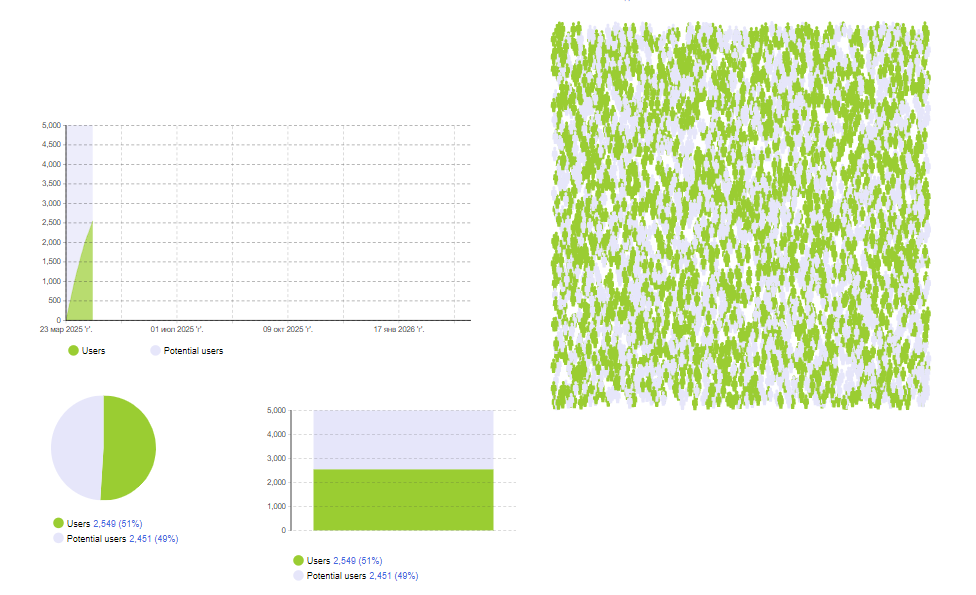 5,000
4,500
4,000
3,500
3,000
2,500
2,000
1,500
1,000
500
0
23 мар 2025 'г'.
01 июл 2025 'г'.
09 окт 2025 'г'.
17 янв 2026 'г'.
Users
Potential users
Users 2,549 (51%)
Potential users 2,451 (49%)
5,000
4,000
3,000
2,000
1,000
0
Users 2,549 (51%)
Potential users 2,451 (49%)